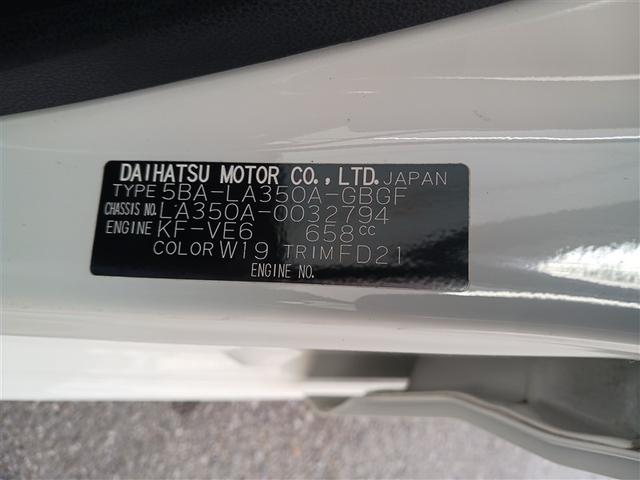 DAIHATSU MOTOR CO., LTD. JAPAN
TYPE 5BA-LA350A-GBGF
CHASSIS NO. LA350A-0032794
ENGINE KF-VE6 658cc
COLOR W19 TRIM FD21
ENGINE NO.